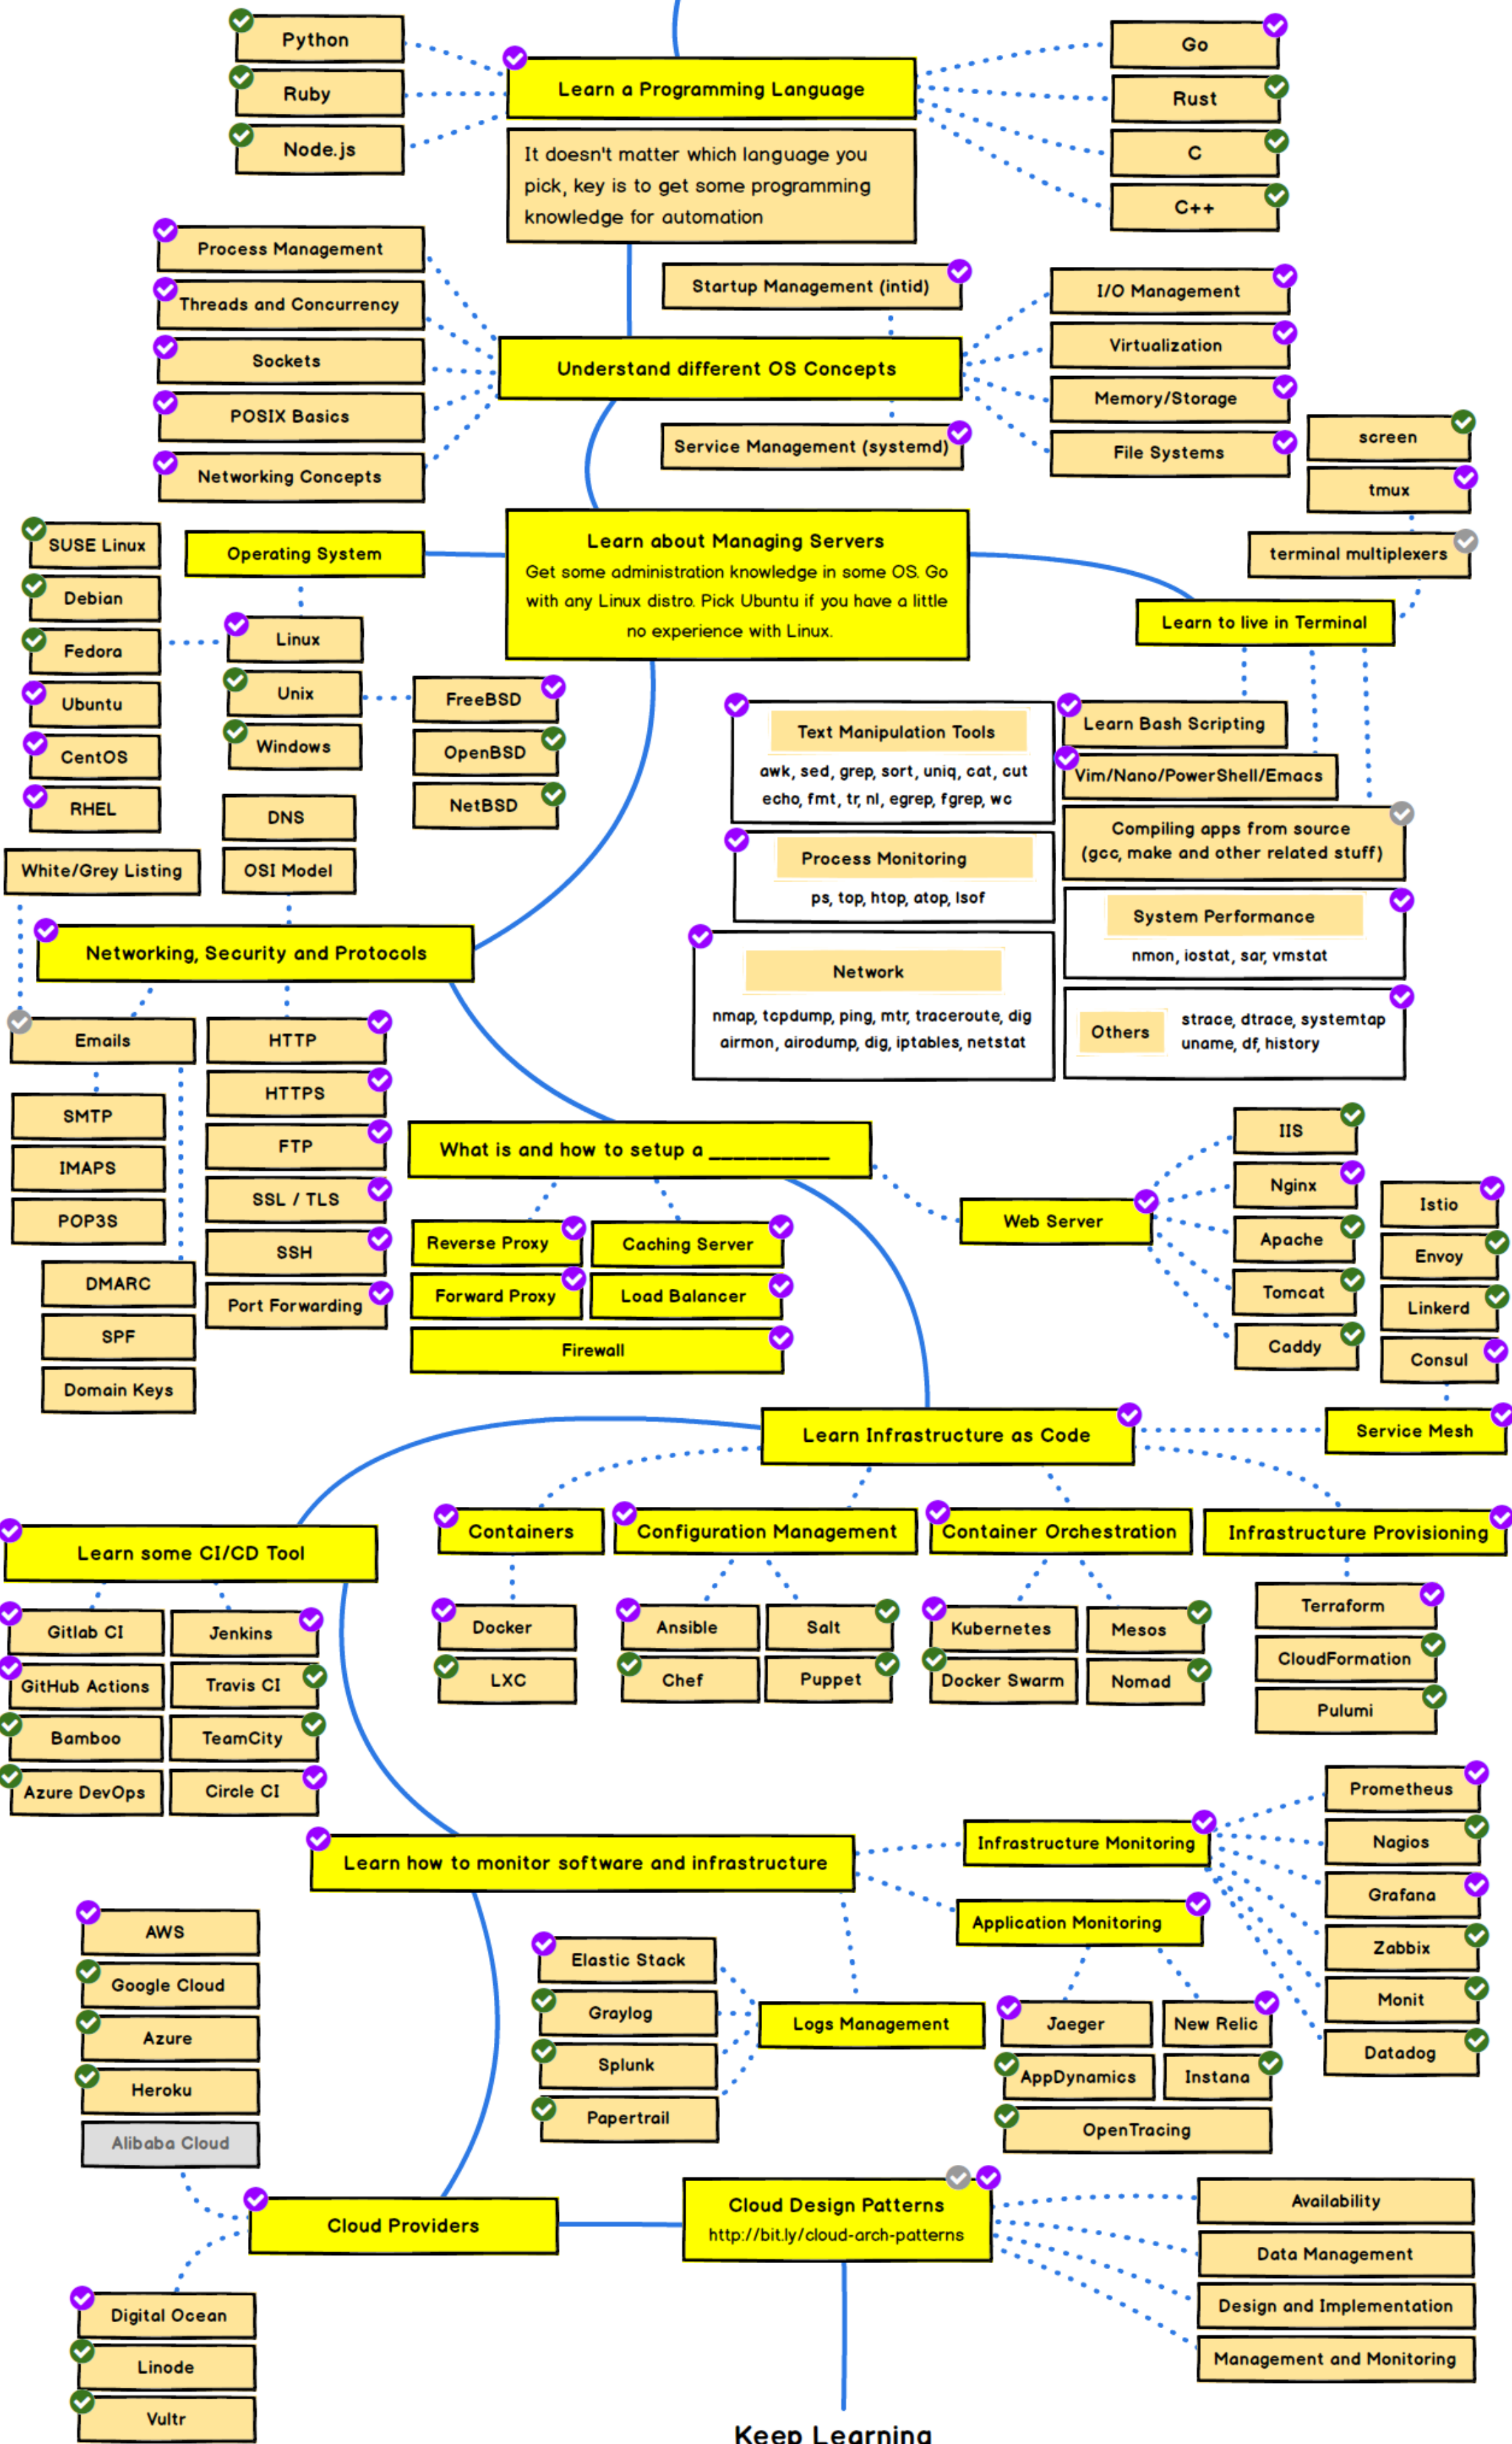 Python
Ruby
Node.js
Learn a Programming Language
It doesn't matter which language you
pick, key is to get some programming
knowledge for automation
Go
Rust
C
C++
Process Management
Threads and Concurrency
Sockets
POSIX Basics
Networking Concepts
Startup Management (intid)
Understand different OS Concepts
Service Management (systemd)
I/O Management
Virtualization
Memory/Storage
File Systems
screen
tmux
terminal multiplexers
Learn to live in Terminal
Learn about Managing Servers
Get some administration knowledge in some OS. Go
with any Linux distro. Pick Ubuntu if you have a little
no experience with Linux.
Operating System
SUSE Linux
Debian
Fedora
Ubuntu
CentOS
RHEL
Linux
Unix
Windows
FreeBSD
OpenBSD
NetBSD
Text Manipulation Tools
awk, sed, grep, sort, uniq, cat, cut
echo, fmt, tr, nl, egrep, fgrep, wc
Process Monitoring
ps, top, htop, atop, lsof
Network
nmap, tcpdump, ping, mtr, traceroute, dig
airmon, airodump, dig, iptables, netstat
Learn Bash Scripting
Vim/Nano/PowerShell/Emacs
Compiling apps from source
(gcc, make and other related stuff)
System Performance
nmon, iostat, sar, vmstat
Others
strace, dtrace, systemtap
uname, df, history
DNS
OSI Model
White/Grey Listing
Networking, Security and Protocols
Emails
SMTP
IMAPS
POP3S
DMARC
SPF
Domain Keys
HTTP
HTTPS
FTP
SSL / TLS
SSH
Port Forwarding
What is and how to setup a __________
Reverse Proxy
Caching Server
Forward Proxy
Load Balancer
Firewall
Web Server
IIS
Nginx
Apache
Tomcat
Caddy
Istio
Envoy
Linkerd
Consul
Service Mesh
Learn Infrastructure as Code
Containers
Docker
LXC
Configuration Management
Ansible
Salt
Chef
Puppet
Container Orchestration
Kubernetes
Mesos
Docker Swarm
Nomad
Infrastructure Provisioning
Terraform
CloudFormation
Pulumi
Learn some CI/CD Tool
Gitlab CI
Jenkins
GitHub Actions
Travis CI
Bamboo
TeamCity
Azure DevOps
Circle CI
Learn how to monitor software and infrastructure
Infrastructure Monitoring
Prometheus
Nagios
Grafana
Zabbix
Monit
Datadog
Application Monitoring
Jaeger
New Relic
AppDynamics
Instana
OpenTracing
Logs Management
Elastic Stack
Graylog
Splunk
Papertrail
AWS
Google Cloud
Azure
Heroku
Alibaba Cloud
Cloud Providers
Digital Ocean
Linode
Vultr
Cloud Design Patterns
http://bit.ly/cloud-arch-patterns
Availability
Data Management
Design and Implementation
Management and Monitoring
Keep Learning